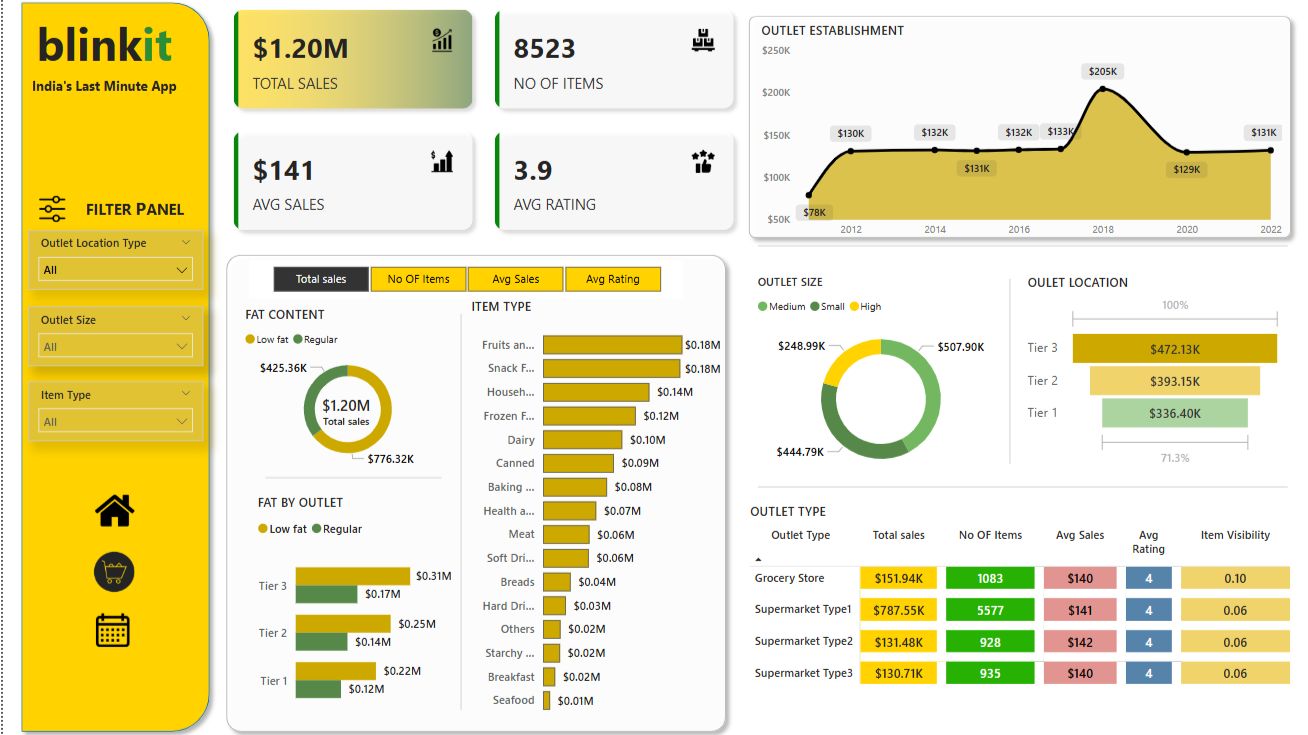 blinkit
India's Last Minute App
FILTER PANEL
Outlet Location Type
All
Outlet Size
All
Item Type
All
$1.20M
TOTAL SALES
8523
NO OF ITEMS
$141
AVG SALES
3.9
AVG RATING
OUTLET ESTABLISHMENT
$250K
$200K
$150K
$100K
$50K
$78K
$130K
$132K
$131K
$132K
$133K
$205K
$129K
$131K
2012 2014 2016 2018 2020 2022
Total sales No OF Items Avg Sales Avg Rating
FAT CONTENT
Low fat Regular
$425.36K
$1.20M
Total sales
$776.32K
FAT BY OUTLET
Low fat Regular
Tier 3 $0.31M
$0.17M
Tier 2 $0.25M
$0.14M
Tier 1 $0.22M
$0.12M
ITEM TYPE
Fruits an... $0.18M
Snack F... $0.18M
Househ... $0.14M
Frozen F... $0.12M
Dairy $0.10M
Canned $0.09M
Baking ... $0.08M
Health a... $0.07M
Meat $0.06M
Soft Dri... $0.06M
Breads $0.04M
Hard Dri... $0.03M
Others $0.02M
Starchy ... $0.02M
Breakfast $0.02M
Seafood $0.01M
OUTLET SIZE
Medium Small High
$248.99K
$507.90K
$444.79K
OULET LOCATION
100%
Tier 3 $472.13K
Tier 2 $393.15K
Tier 1 $336.40K
71.3%
OUTLET TYPE
Outlet Type Total sales No OF Items Avg Sales Avg Rating Item Visibility
Grocery Store $151.94K 1083 $140 4 0.10
Supermarket Type1 $787.55K 5577 $141 4 0.06
Supermarket Type2 $131.48K 928 $142 4 0.06
Supermarket Type3 $130.71K 935 $140 4 0.06